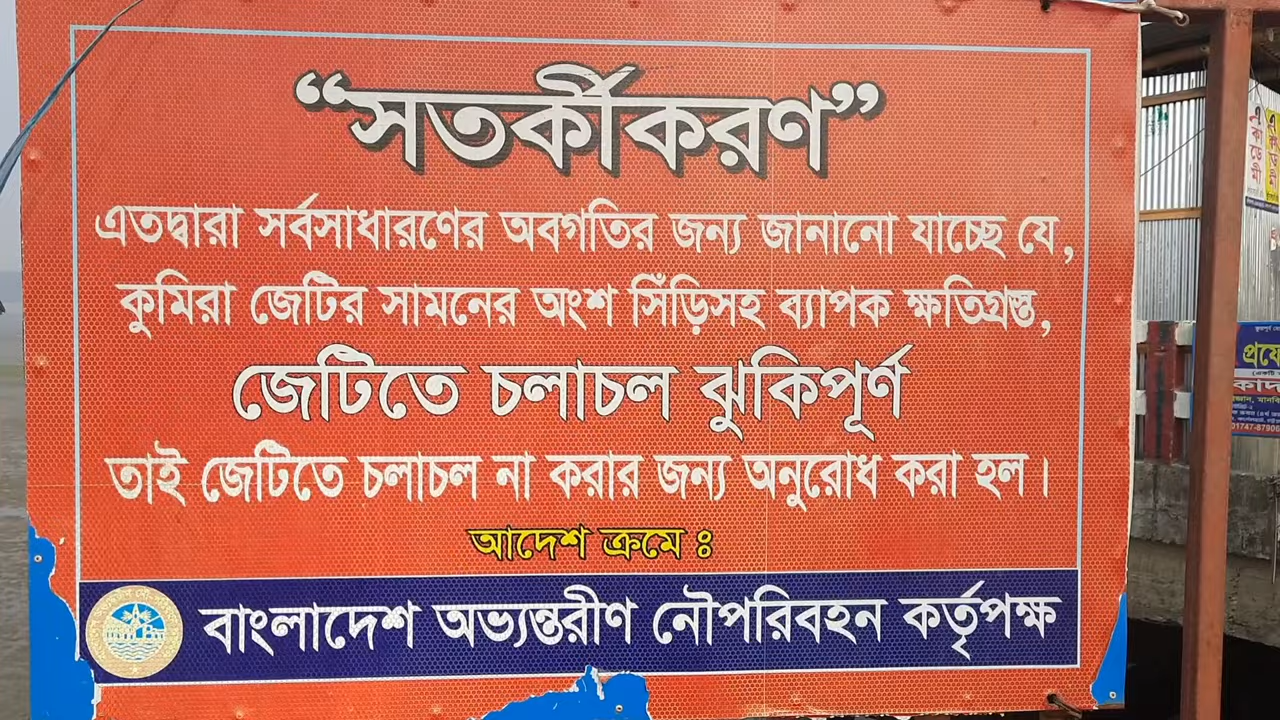 “সতর্কীকরণ”
এতদ্বারা সর্বসাধারণের অবগতির জন্য জানানো যাচ্ছে যে,
কুমিরা জেটির সামনের অংশ সিঁড়িসহ ব্যাপক ক্ষতিগ্রস্ত,
জেটিতে চলাচল ঝুকিপূর্ণ
তাই জেটিতে চলাচল না করার জন্য অনুরোধ করা হল।
আদেশ ক্রমে ঃ
বাংলাদেশ অভ্যন্তরীণ নৌপরিবহন কর্তৃপক্ষ
একাডেমী